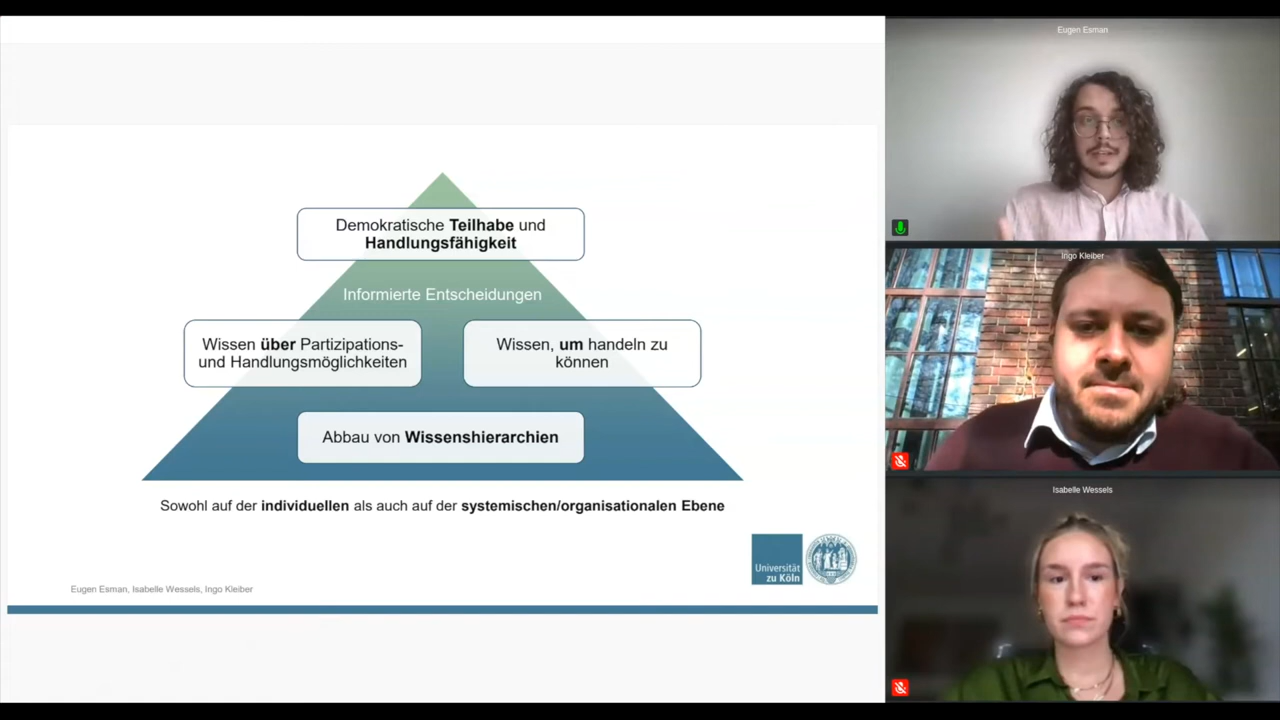 Demokratische Teilhabe und
Handlungsfähigkeit
Informierte Entscheidungen
Wissen über Partizipations-
und Handlungsmöglichkeiten
Wissen, um handeln zu
können
Abbau von Wissenshierarchien
Sowohl auf der individuellen als auch auf der systemischen/organisationalen Ebene
Universität
zu Köln
Eugen Esman, Isabelle Wessels, Ingo Kleiber
Eugen Esman
Ingo Kleiber
Isabelle Wessels